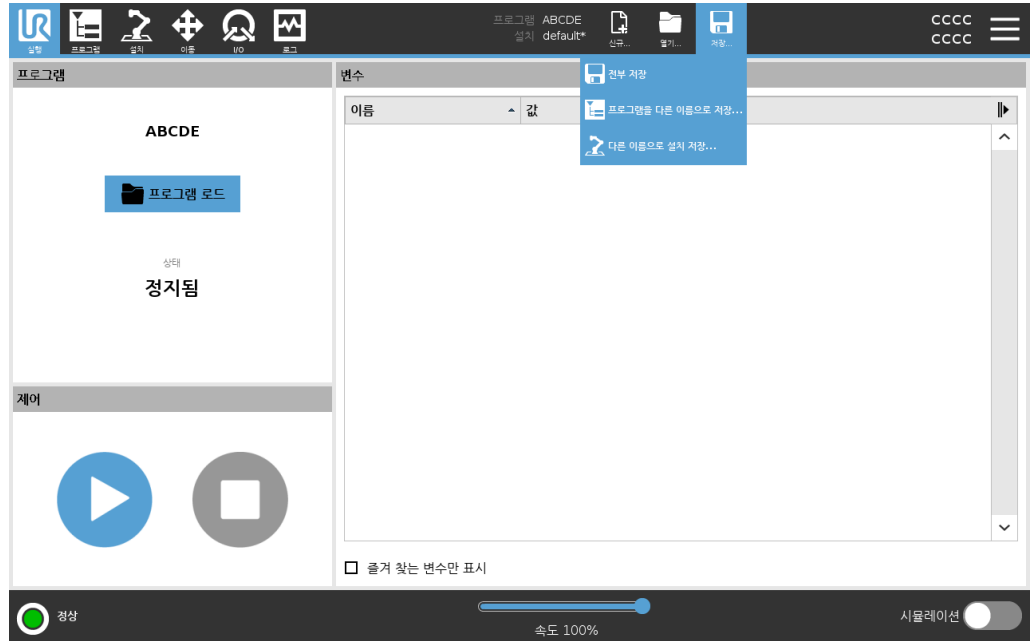 UR
실행
프로그램
설치
이동
I/O
로그
프로그램 ABCDE
설치 default*
신규...
열기...
저장...
CCCC
CCCC
전부 저장
프로그램을 다른 이름으로 저장...
다른 이름으로 설치 저장...
프로그램
변수
이름
값
ABCDE
프로그램 로드
상태
정지됨
제어
즐겨 찾는 변수만 표시
정상
속도 100%
시뮬레이션